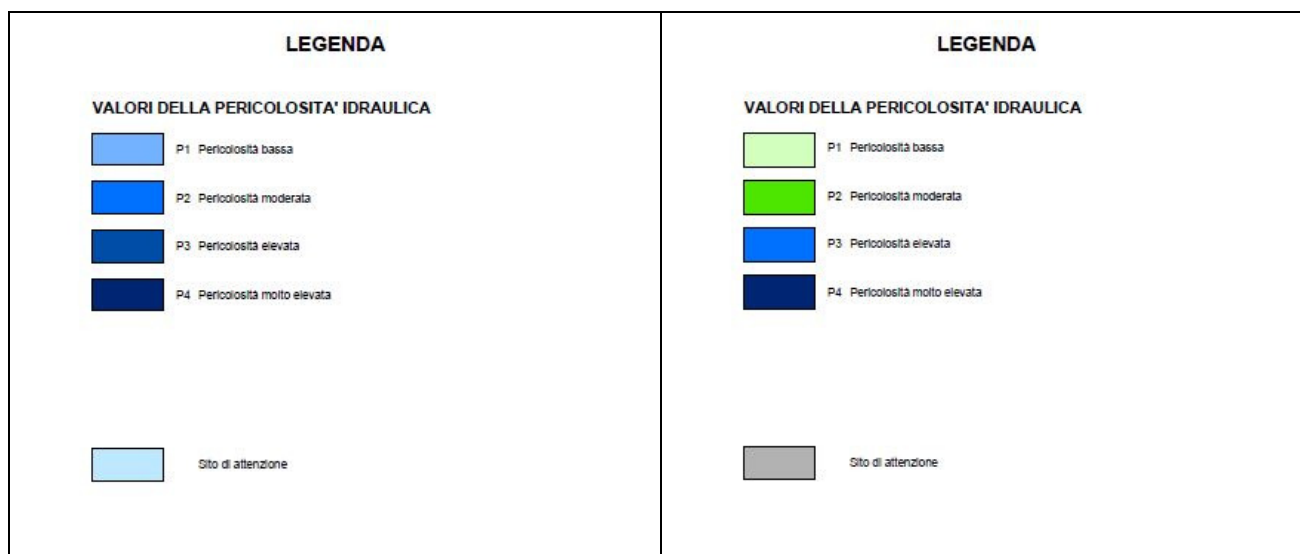 LEGENDA
VALORI DELLA PERICOLOSITA' IDRAULICA
P1 Pericolosità bassa
P2 Pericolosità moderata
P3 Pericolosità elevata
P4 Pericolosità molto elevata
Sito di attenzione
LEGENDA
VALORI DELLA PERICOLOSITA' IDRAULICA
P1 Pericolosità bassa
P2 Pericolosità moderata
P3 Pericolosità elevata
P4 Pericolosità molto elevata
Sito di attenzione